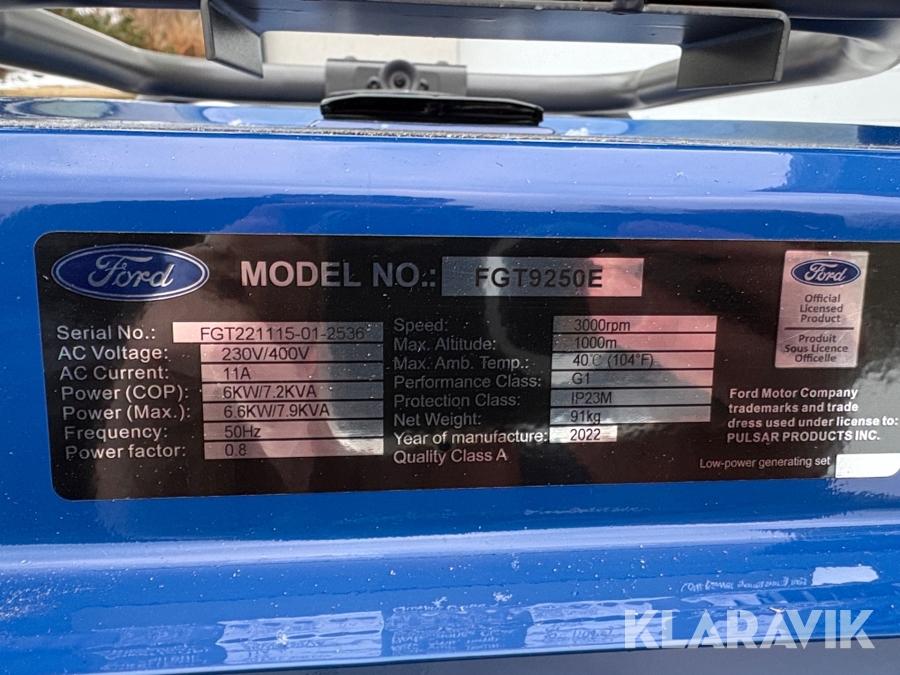 Ford
MODEL NO.: FGT9250E
Serial No.: FGT221115-01-2536
AC Voltage: 230V/400V
AC Current: 11A
Power (COP): 6KW/7.2KVA
Power (Max.): 6.6KW/7.9KVA
Frequency: 50Hz
Power factor: 0.8
Speed: 3000rpm
Max. Altitude: 1000m
Max. Amb. Temp.: 40℃ (104°F)
Performance Class: G1
Protection Class: IP23M
Net Weight: 91kg
Year of manufacture: 2022
Quality Class A
Ford
Official
Licensed
Product
Produit
Sous Licence
Officielle
Ford Motor Company
trademarks and trade
dress used under license to:
PULSAR PRODUCTS INC.
Low-power generating set
KLARAVIK